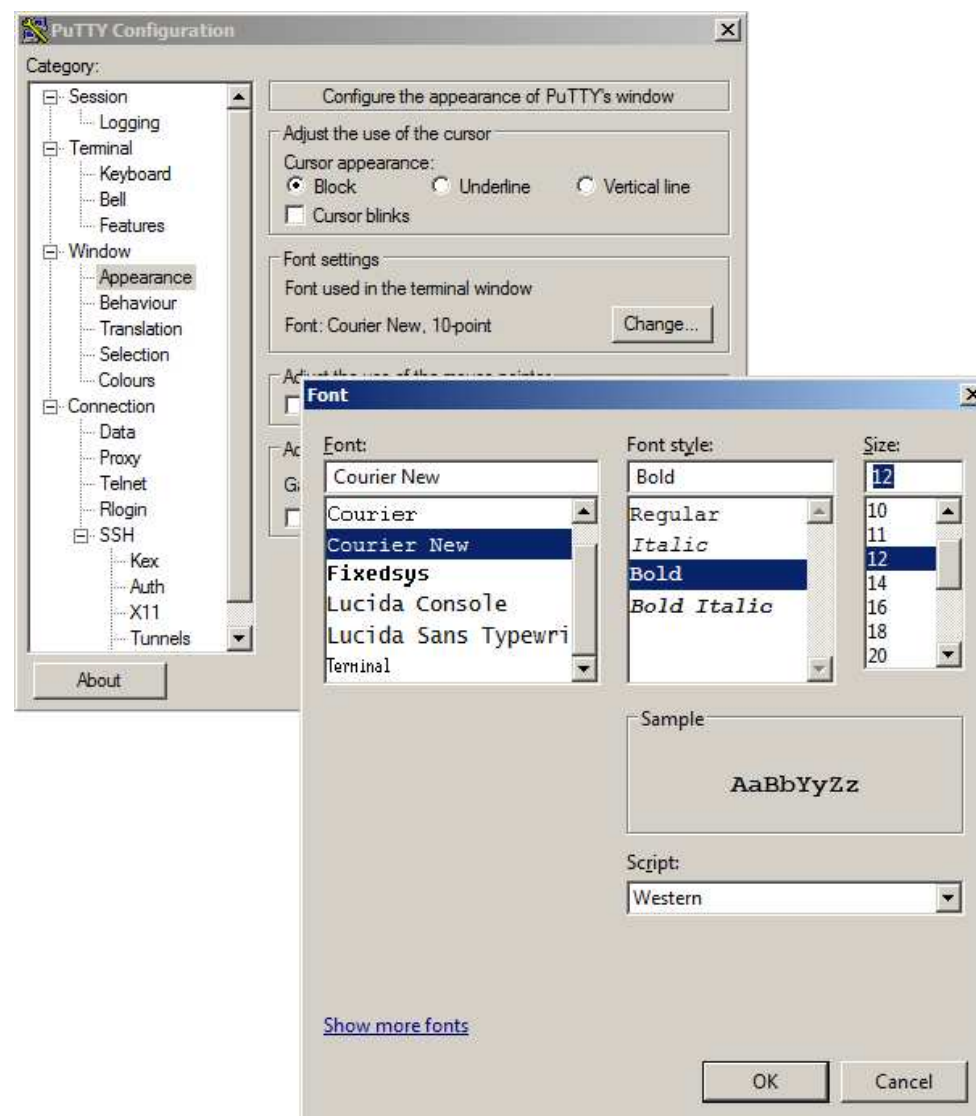 PuTTY Configuration
Category:
Session
Logging
Terminal
Keyboard
Bell
Features
Window
Appearance
Behaviour
Translation
Selection
Colours
Connection
Data
Proxy
Telnet
Rlogin
SSH
Kex
Auth
X11
Tunnels
About
Configure the appearance of PuTTY's window
Adjust the use of the cursor
Cursor appearance:
Block Underline Vertical line
Cursor blinks
Font settings
Font used in the terminal window
Font: Courier New, 10-point Change...
Font
Font:
Courier New
Courier
Courier New
Fixedsys
Lucida Console
Lucida Sans Typewri
Terminal
Font style:
Bold
Regular
Italic
Bold
Bold Italic
Size:
12
10
11
12
14
16
18
20
Sample
AaBbYyZz
Script:
Western
Show more fonts
OK Cancel